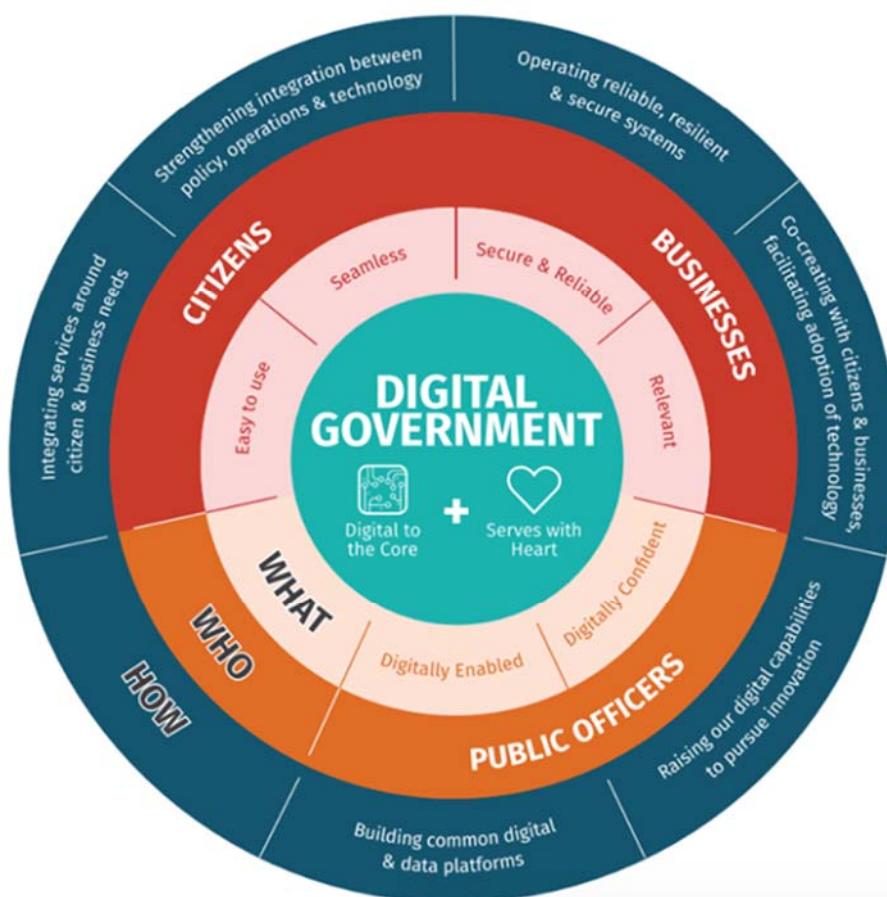 DIGITAL
GOVERNMENT
Digital to
the Core
+
Serves with
Heart
WHAT
Easy to use
Seamless
Secure & Reliable
Relevant
Digitally Confident
Digitally Enabled
WHO
CITIZENS
BUSINESSES
PUBLIC OFFICERS
HOW
Integrating services around
citizen & business needs
Strengthening integration between
policy, operations & technology
Operating reliable, resilient
& secure systems
Co-creating with citizens & businesses,
facilitating adoption of technology
Raising our digital capabilities
to pursue innovation
Building common digital
& data platforms